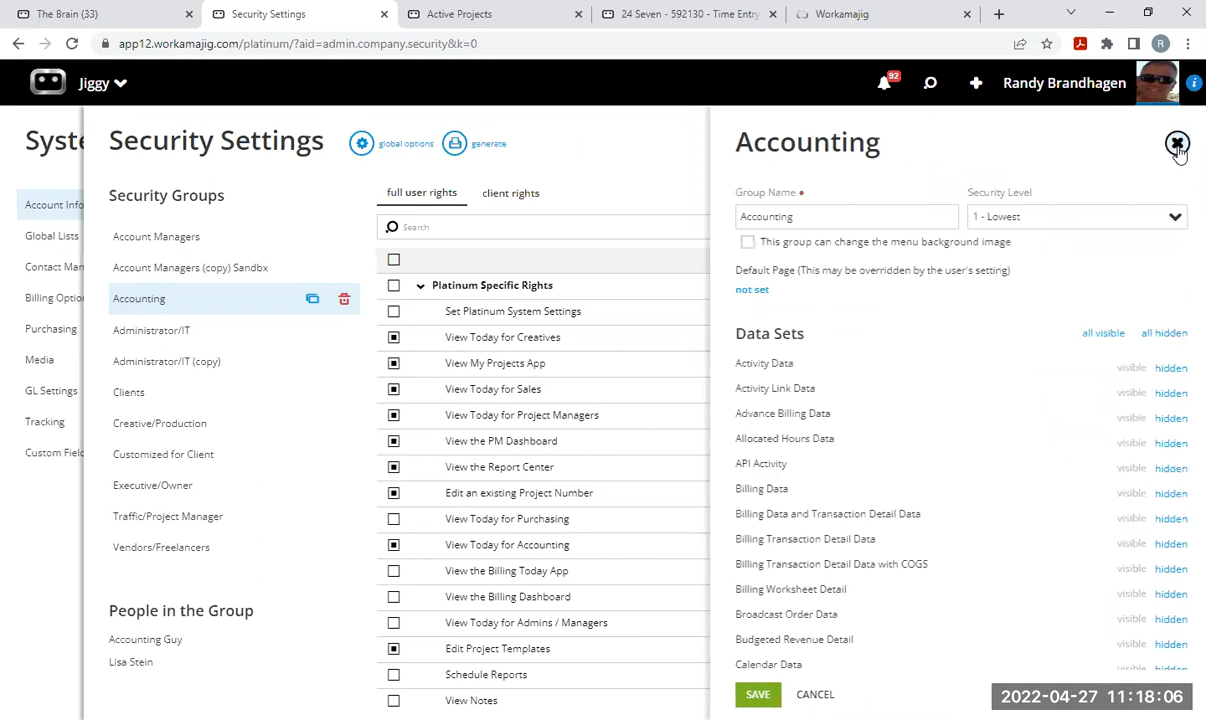 The Brain (33)
Security Settings
Active Projects
24 Seven - 592130 - Time Entry
Workamajig
app12.workamajig.com/platinum/?aid=admin.company.security&k=0
R
Jiggy
92
Randy Brandhagen
i
Syste
Account Info
Global Lists
Contact Man
Billing Optio
Purchasing
Media
GL Settings
Tracking
Custom Field
Security Settings
global options
generate
Security Groups
Account Managers
Account Managers (copy) Sandbx
Accounting
Administrator/IT
Administrator/IT (copy)
Clients
Creative/Production
Customized for Client
Executive/Owner
Traffic/Project Manager
Vendors/Freelancers
People in the Group
Accounting Guy
Lisa Stein
full user rights
client rights
Search
Platinum Specific Rights
Set Platinum System Settings
View Today for Creatives
View My Projects App
View Today for Sales
View Today for Project Managers
View the PM Dashboard
View the Report Center
Edit an existing Project Number
View Today for Purchasing
View Today for Accounting
View the Billing Today App
View the Billing Dashboard
View Today for Admins / Managers
Edit Project Templates
Schedule Reports
View Notes
Accounting
Group Name
Security Level
Accounting
1 - Lowest
This group can change the menu background image
Default Page (This may be overridden by the user's setting)
not set
Data Sets all visible all hidden
Activity Data visible hidden
Activity Link Data visible hidden
Advance Billing Data visible hidden
Allocated Hours Data visible hidden
API Activity visible hidden
Billing Data visible hidden
Billing Data and Transaction Detail Data visible hidden
Billing Transaction Detail Data visible hidden
Billing Transaction Detail Data with COGS visible hidden
Billing Worksheet Detail visible hidden
Broadcast Order Data visible hidden
Budgeted Revenue Detail visible hidden
Calendar Data visible hidden
SAVE CANCEL
2022-04-27 11:18:06